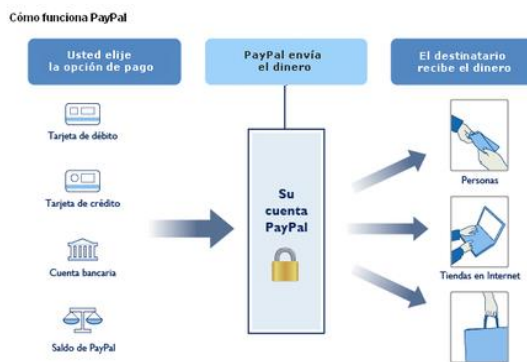 Cómo funciona PayPal
Usted elije
la opción de pago
PayPal envía
el dinero
El destinatario
recibe el dinero
Tarjeta de débito
Tarjeta de crédito
Cuenta bancaria
Saldo de PayPal
Su
cuenta
PayPal
Personas
Tiendas en Internet